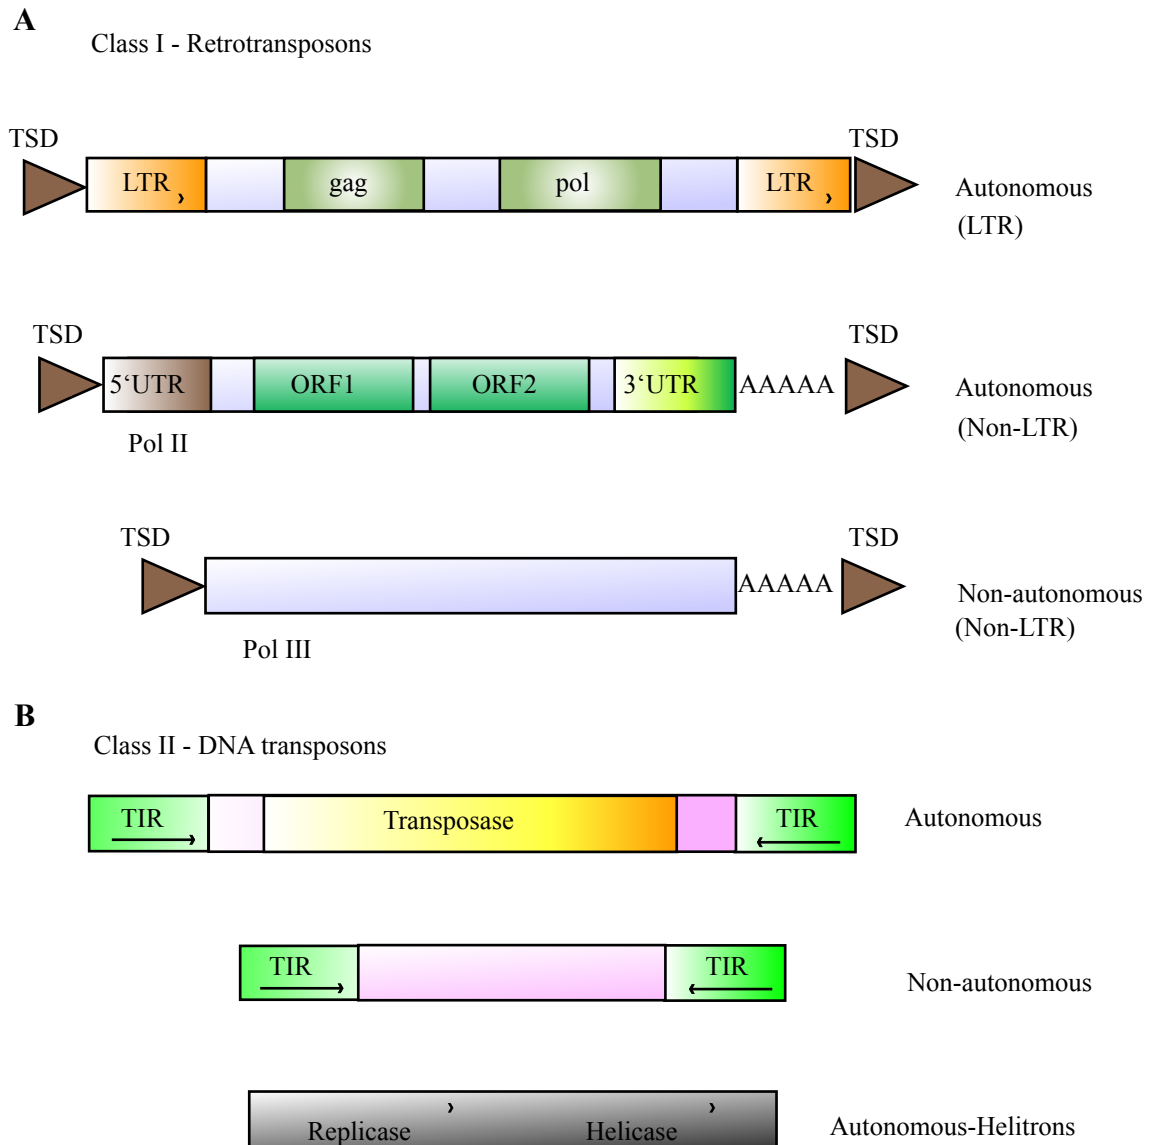 A
Class I - Retrotransposons
TSD
TSD
LTR
gag
pol
LTR
Autonomous
(LTR)
TSD
TSD
5‘UTR
ORF1
ORF2
3‘UTR
AAAAA
Autonomous
(Non-LTR)
Pol II
TSD
TSD
AAAAA
Non-autonomous
(Non-LTR)
Pol III
B
Class II - DNA transposons
TIR
Transposase
TIR
Autonomous
TIR
TIR
Non-autonomous
Replicase
Helicase
Autonomous-Helitrons